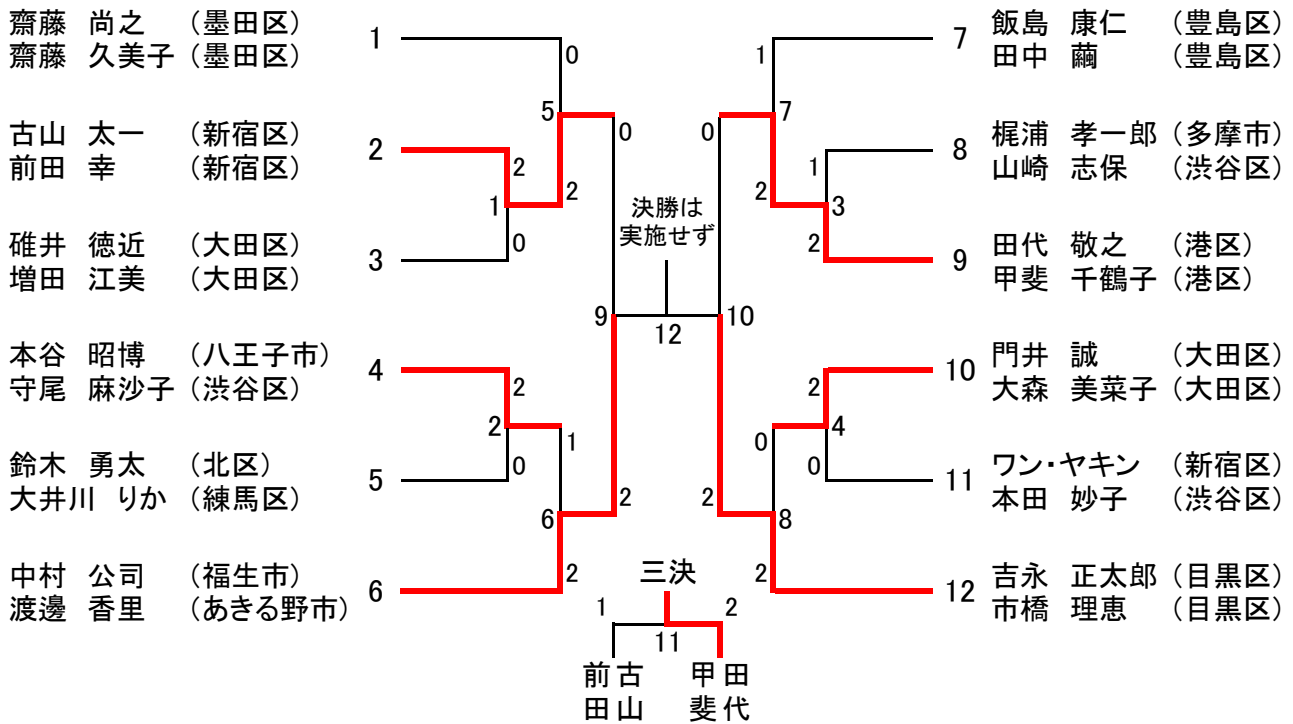 齋藤 尚之 (墨田区)
齋藤 久美子 (墨田区)
1
古山 太一 (新宿区)
前田 幸 (新宿区)
2
碓井 徳近 (大田区)
増田 江美 (大田区)
3
本谷 昭博 (八王子市)
守尾 麻沙子 (渋谷区)
4
鈴木 勇太 (北区)
大井川 りか (練馬区)
5
中村 公司 (福生市)
渡邊 香里 (あきる野市)
6
0
5
0
2
1
2
0
2
2
0
1
6
2
9
2
決勝は
実施せず
12
10
0
2
1
7
2
1
3
2
2
4
0
0
8
2
三決
1
2
11
前田
古山
甲斐
田代
7
飯島 康仁 (豊島区)
田中 繭 (豊島区)
8
梶浦 孝一郎 (多摩市)
山崎 志保 (渋谷区)
9
田代 敬之 (港区)
甲斐 千鶴子 (港区)
10
門井 誠 (大田区)
大森 美菜子 (大田区)
11
ワン・ヤキン (新宿区)
本田 妙子 (渋谷区)
12
吉永 正太郎 (目黒区)
市橋 理恵 (目黒区)